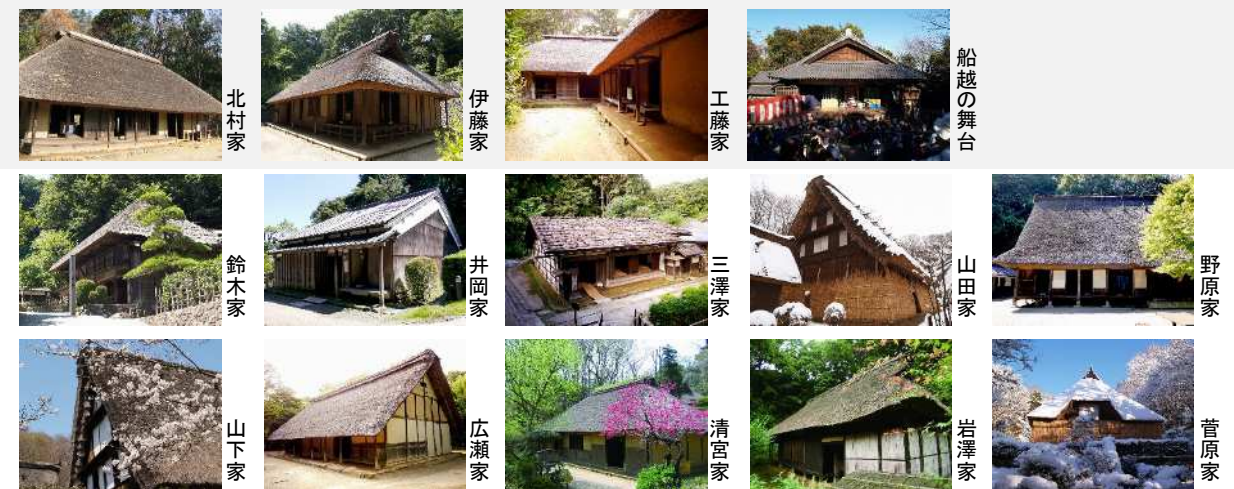 北村家
伊藤家
工藤家
船越の舞台
鈴木家
井岡家
三澤家
山田家
野原家
山下家
広瀬家
清宮家
岩澤家
菅原家